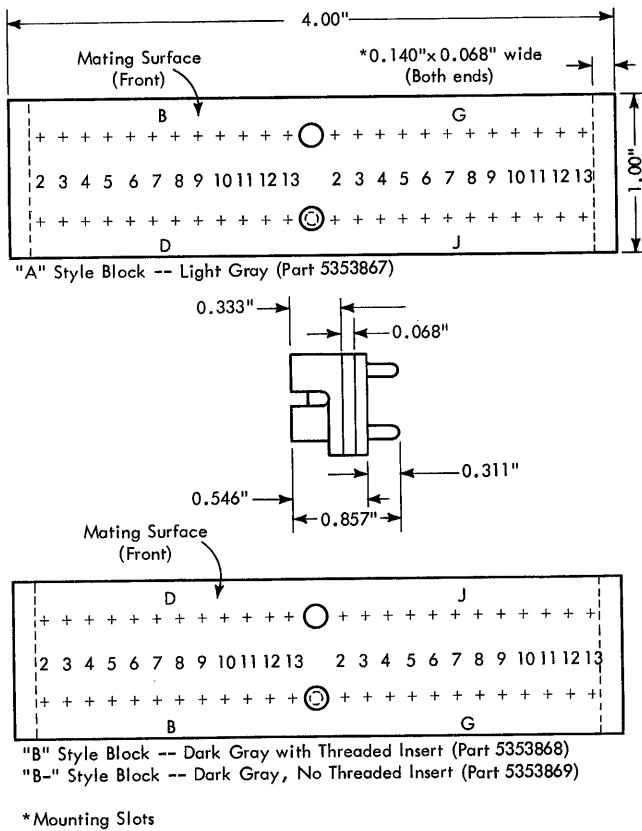 4.00"
Mating Surface
(Front)
*0.140"x 0.068" wide
(Both ends)
B G
+ + + + + + + + + + + + + + + + + + + + + + + +
2 3 4 5 6 7 8 9 10 11 12 13 2 3 4 5 6 7 8 9 10 11 12 13
1.00"
+ + + + + + + + + + + + + + + + + + + + + + + +
D J
"A" Style Block -- Light Gray (Part 5353867)
0.333"
0.068"
0.311"
0.546"
0.857"
Mating Surface
(Front)
D J
+ + + + + + + + + + + + + + + + + + + + + + + +
2 3 4 5 6 7 8 9 10 11 12 13 2 3 4 5 6 7 8 9 10 11 12 13
+ + + + + + + + + + + + + + + + + + + + + + + +
B G
"B" Style Block -- Dark Gray with Threaded Insert (Part 5353868)
"B-" Style Block -- Dark Gray, No Threaded Insert (Part 5353869)
*Mounting Slots